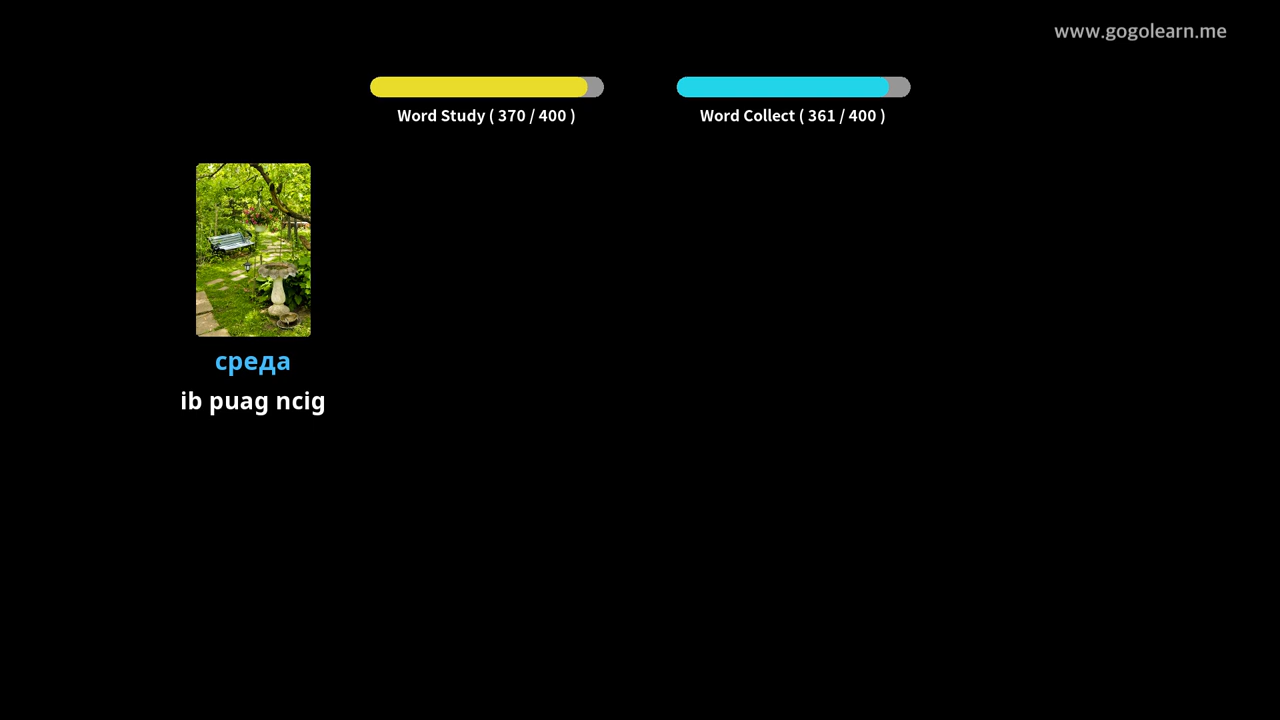 www.gogolearn.me
Word Study ( 370 / 400 )
Word Collect ( 361 / 400 )
среда
ib puag ncig